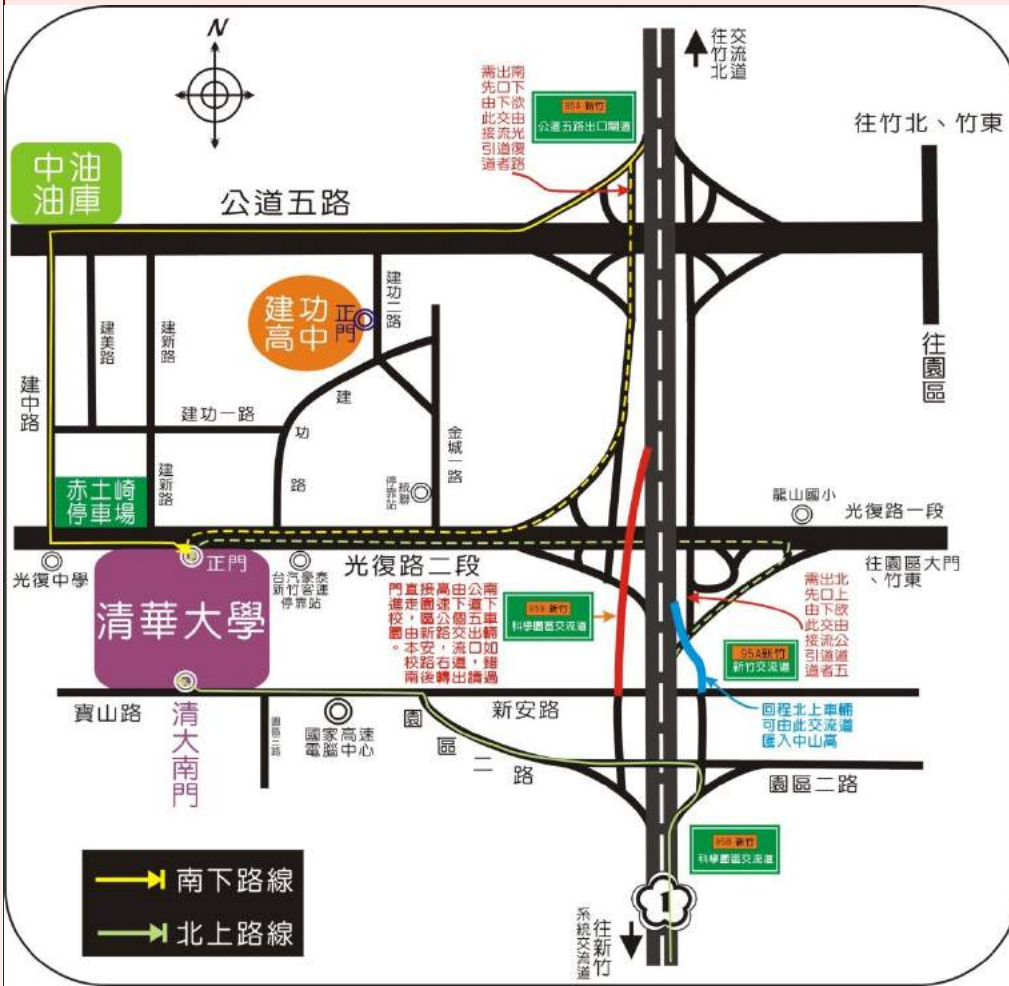 N
往竹北
交流道
南下欲由光復路
出口下交流道者
需先由此接引道
95A 新竹
公道五路出口閘道
往竹北、竹東
中油
油庫
公道五路
建功
高中
正門
建功二路
建美路
建新路
建中路
往園區
建功一路
建功路
金城一路
建新路
統聯
停靠站
赤土崎
停車場
龍山國小
光復路一段
正門
光復中學
台汽豪泰
新竹客運
停靠站
光復路二段
往園區大門
、竹東
清華大學
南下車輛如錯過
公道五出口，請
由下個交流道出
高速公路，右轉
接園區新安路後
直走，由本校南
門進校園。
95B 新竹
科學園區交流道
北上欲由公道五
出口下交流道者
需先由此接引道
95A新竹
新竹交流道
寶山路
新安路
回程北上車輛
可由此交流道
匯入中山高
清大南門
園區三路
國家高速
電腦中心
園區二路
園區二路
95B 新竹
科學園區交流道
南下路線
北上路線
1
往新竹
系統交流道